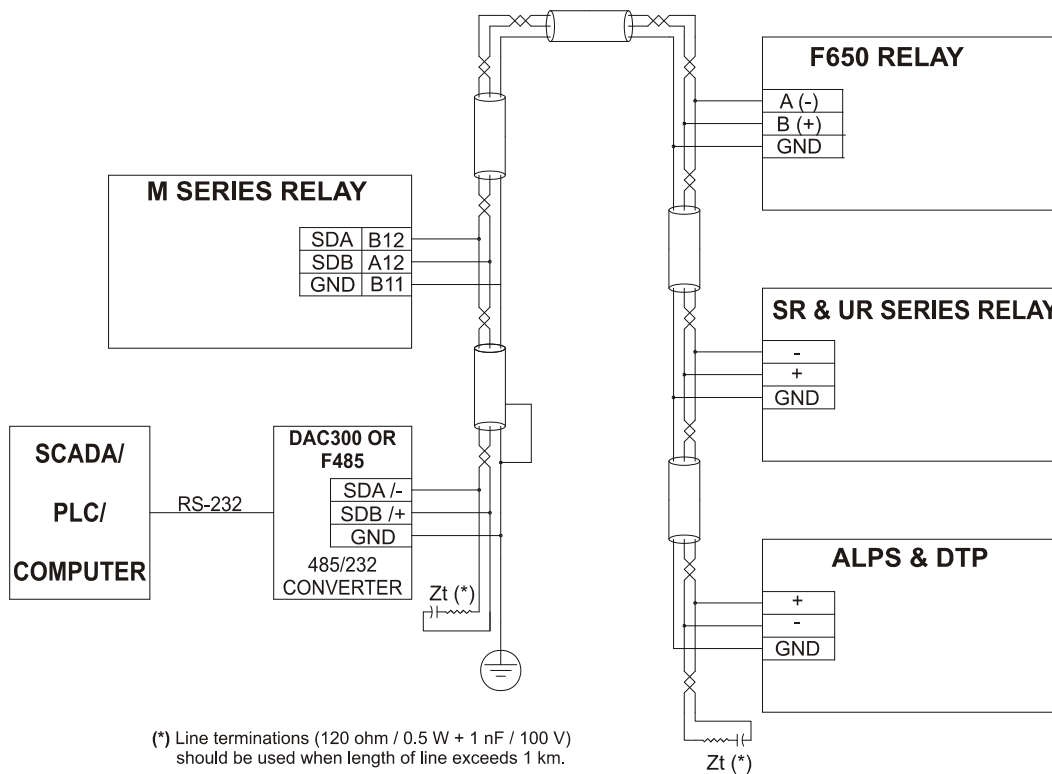 F650 RELAY
A (-)
B (+)
GND
M SERIES RELAY
SDA B12
SDB A12
GND B11
SR & UR SERIES RELAY
-
+
GND
SCADA/
PLC/
COMPUTER
RS-232
DAC300 OR
F485
SDA /-
SDB /+
GND
485/232
CONVERTER
Zt (*)
ALPS & DTP
+
-
GND
Zt (*)
(*) Line terminations (120 ohm / 0.5 W + 1 nF / 100 V)
should be used when length of line exceeds 1 km.